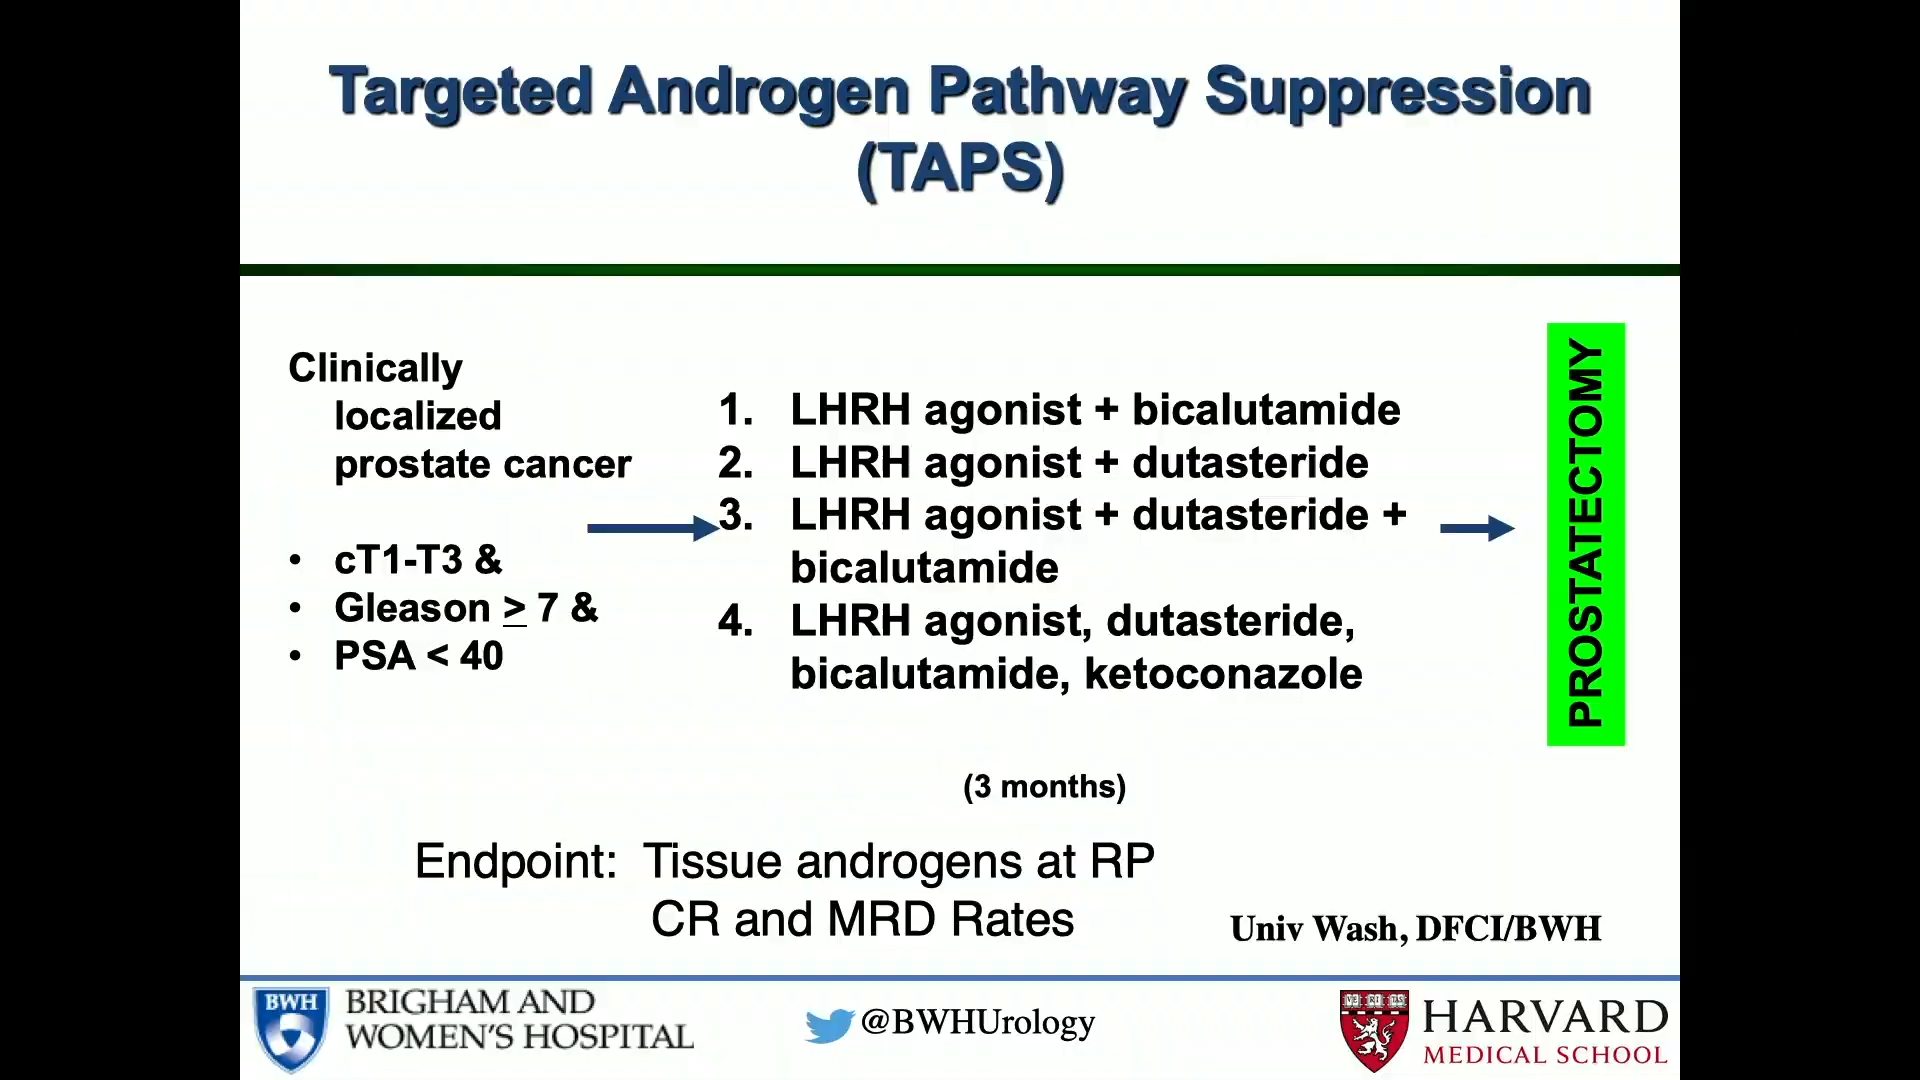 Targeted Androgen Pathway Suppression
(TAPS)
Clinically
localized
prostate cancer
• cT1-T3 &
• Gleason ≥ 7 &
• PSA < 40
1. LHRH agonist + bicalutamide
2. LHRH agonist + dutasteride
3. LHRH agonist + dutasteride +
bicalutamide
4. LHRH agonist, dutasteride,
bicalutamide, ketoconazole
(3 months)
PROSTATECTOMY
Endpoint: Tissue androgens at RP
CR and MRD Rates
Univ Wash, DFCI/BWH
BWH
BRIGHAM AND
WOMEN'S HOSPITAL
@BWHUrology
VE RI TAS
HARVARD
MEDICAL SCHOOL